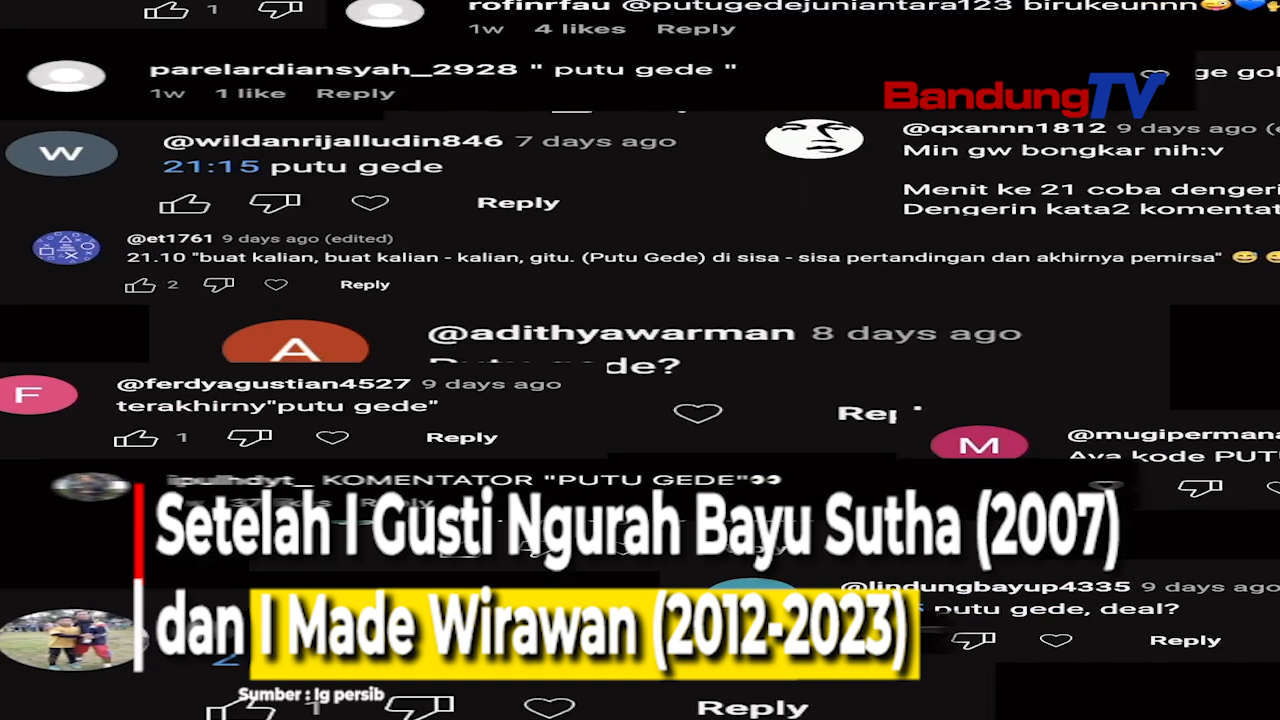 1
rofinrfau @putugedejuniantara123 birukeunnn
1w 4 likes Reply
parelardiansyah_2928 " putu gede "
1w 1 like Reply
BandungTV
W
@wildanrijalludin846 7 days ago
21:15 putu gede
Reply
@qxannn1812 9 days ago
Min gw bongkar nih:v
Menit ke 21 coba dengeri
Dengerin kata2 komentat
@et1761 9 days ago (edited)
21.10 "buat kalian, buat kalian - kalian, gitu. (Putu Gede) di sisa - sisa pertandingan dan akhirnya pemirsa" 😅
2 Reply
A
@adithyawarman 8 days ago
F
@ferdyagustian4527 9 days ago
terakhirny"putu gede"
1 Reply
M
@mugipermana
KOMENTATOR "PUTU GEDE"👀
Setelah I Gusti Ngurah Bayu Sutha (2007)
dan I Made Wirawan (2012-2023)
@lindungbayup4335 9 days ago
putu gede, deal?
Reply
Sumber : Ig persib
1 Reply